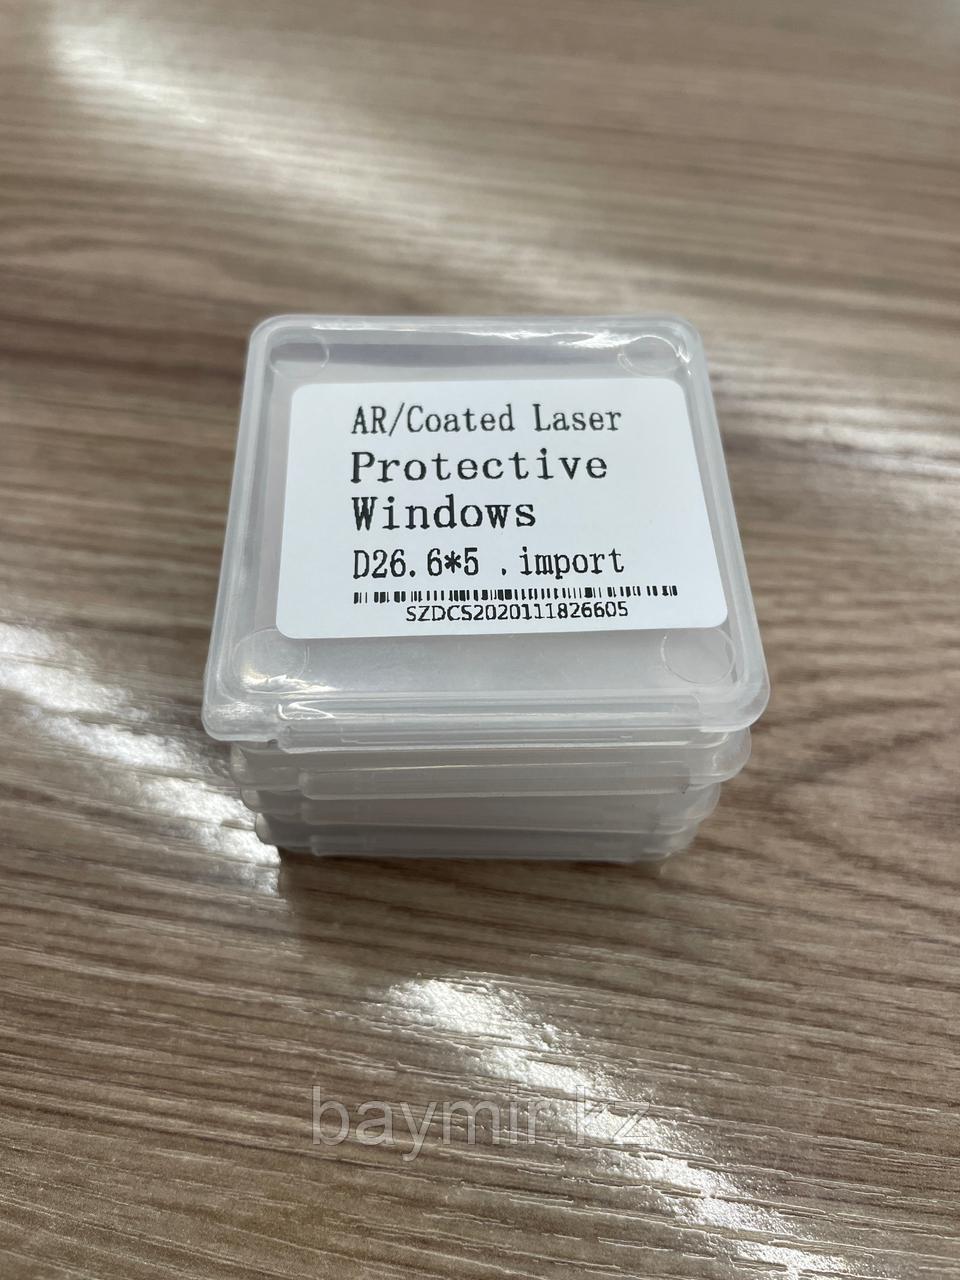 AR/Coated Laser
Protective
Windows
D26.6*5 .import
SZDCS2020111826605
baymir.kz